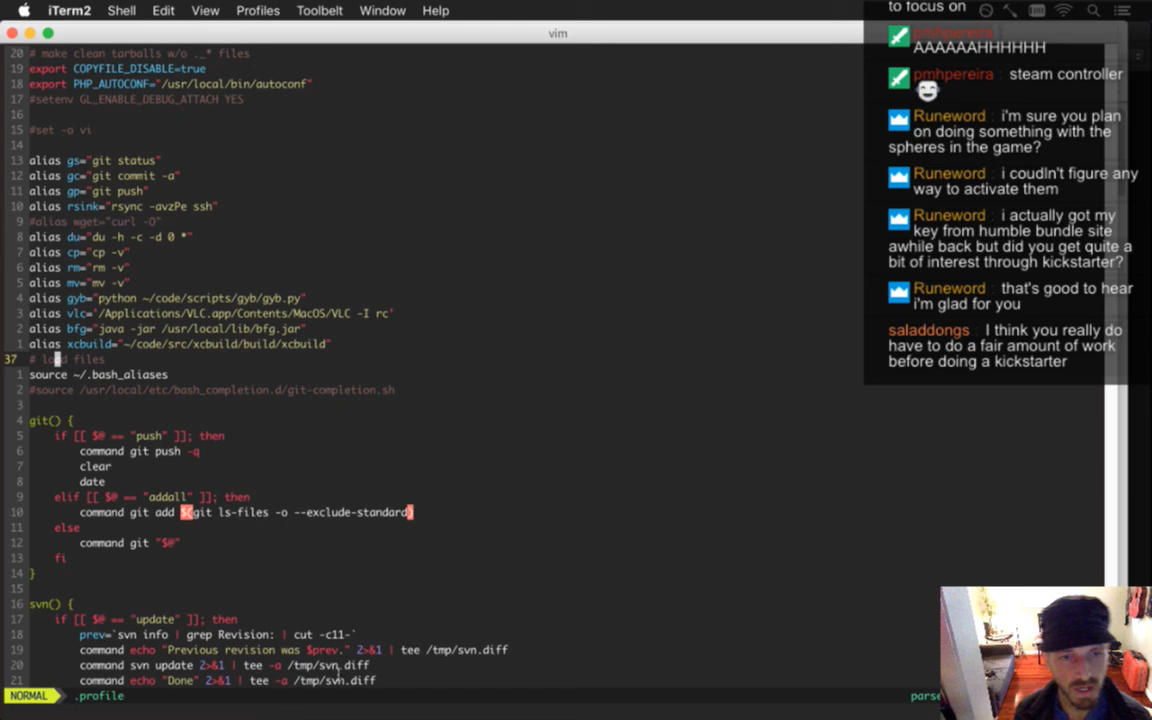 iTerm2 Shell Edit View Profiles Toolbelt Window Help
vim
20 # make clean tarballs w/o ._* files
19 export COPYFILE_DISABLE=true
18 export PHP_AUTOCONF="/usr/local/bin/autoconf"
17 #setenv GL_ENABLE_DEBUG_ATTACH YES
16
15 #set -o vi
14
13 alias gs="git status"
12 alias gc="git commit -a"
11 alias gp="git push"
10 alias rsink="rsync -avzPe ssh"
9 #alias wget="curl -O"
8 alias du="du -h -c -d 0 *"
7 alias cp="cp -v"
6 alias rm="rm -v"
5 alias mv="mv -v"
4 alias gyb="python ~/code/scripts/gyb/gyb.py"
3 alias vlc='/Applications/VLC.app/Contents/MacOS/VLC -I rc'
2 alias bfg="java -jar /usr/local/lib/bfg.jar"
1 alias xcbuild="~/code/src/xcbuild/build/xcbuild"
37 # load files
1 source ~/.bash_aliases
2 #source /usr/local/etc/bash_completion.d/git-completion.sh
3
4 git() {
5 if [[ $@ == "push" ]]; then
6 command git push -q
7 clear
8 date
9 elif [[ $@ == "addall" ]]; then
10 command git add $(git ls-files -o --exclude-standard)
11 else
12 command git "$@"
13 fi
14 }
15
16 svn() {
17 if [[ $@ == "update" ]]; then
18 prev=`svn info | grep Revision: | cut -c11-`
19 command echo "Previous revision was $prev." 2>&1 | tee /tmp/svn.diff
20 command svn update 2>&1 | tee -a /tmp/svn.diff
21 command echo "Done" 2>&1 | tee -a /tmp/svn.diff
NORMAL .profile parse
to focus on
pmhpereira :
AAAAAAHHHHHH
pmhpereira : steam controller
Runeword : i'm sure you plan
on doing something with the
spheres in the game?
Runeword : i coudln't figure any
way to activate them
Runeword : i actually got my
key from humble bundle site
awhile back but did you get quite a
bit of interest through kickstarter?
Runeword : that's good to hear
i'm glad for you
saladdongs : I think you really do
have to do a fair amount of work
before doing a kickstarter